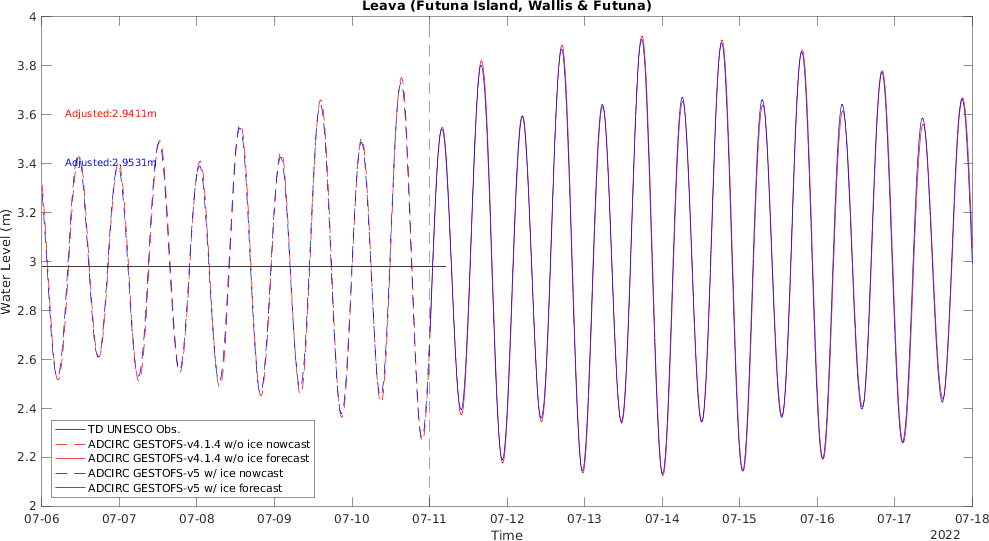 Leava (Futuna Island, Wallis & Futuna)
Water Level (m)
4
3.8
3.6
3.4
3.2
3
2.8
2.6
2.4
2.2
2
Adjusted:2.9411m
Adjusted:2.9531m
TD UNESCO Obs.
ADCIRC GESTOFS-v4.1.4 w/o ice nowcast
ADCIRC GESTOFS-v4.1.4 w/o ice forecast
ADCIRC GESTOFS-v5 w/ ice nowcast
ADCIRC GESTOFS-v5 w/ ice forecast
07-06 07-07 07-08 07-09 07-10 07-11 07-12 07-13 07-14 07-15 07-16 07-17 07-18
Time
2022